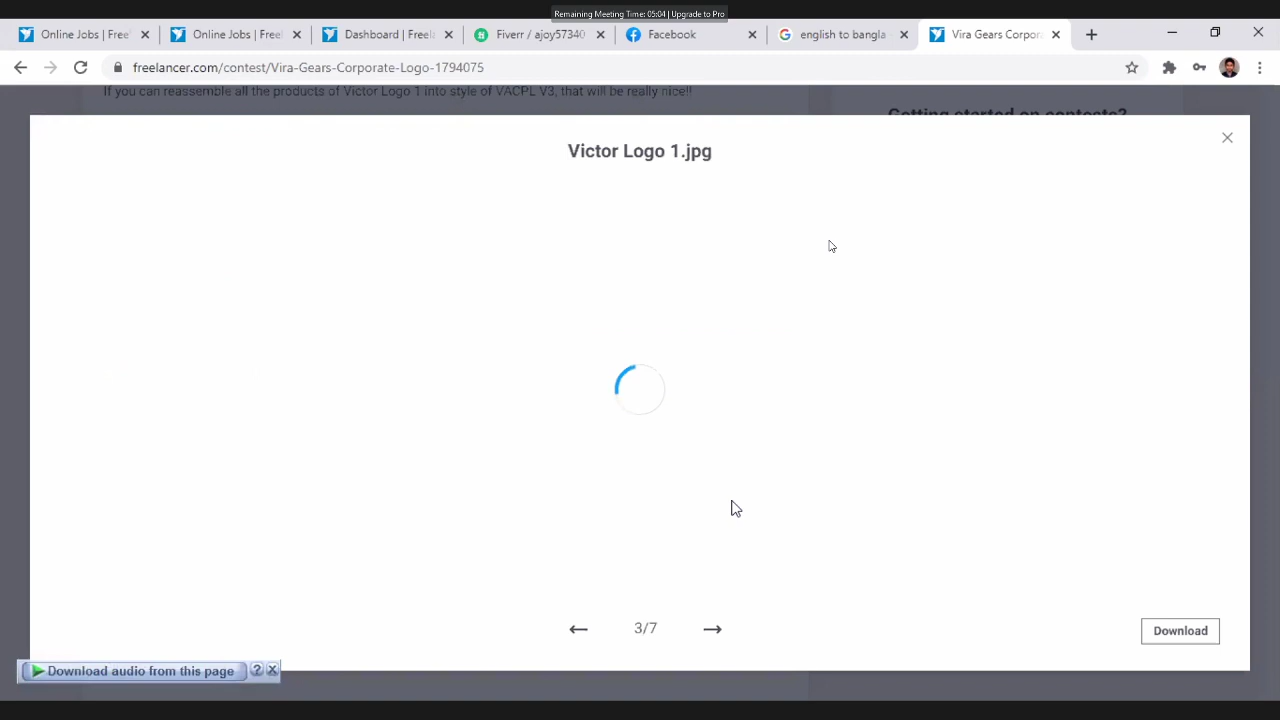 Remaining Meeting Time: 05:04 | Upgrade to Pro
Online Jobs | Free
Online Jobs | Freel
Dashboard | Freela
Fiverr / ajoy57340
Facebook
english to bangla
Vira Gears Corpor
freelancer.com/contest/Vira-Gears-Corporate-Logo-1794075
If you can reassemble all the products of Victor Logo 1 into style of VACPL V3, that will be really nice!!
Getting started on contests?
Victor Logo 1.jpg
3/7
Download
Download audio from this page